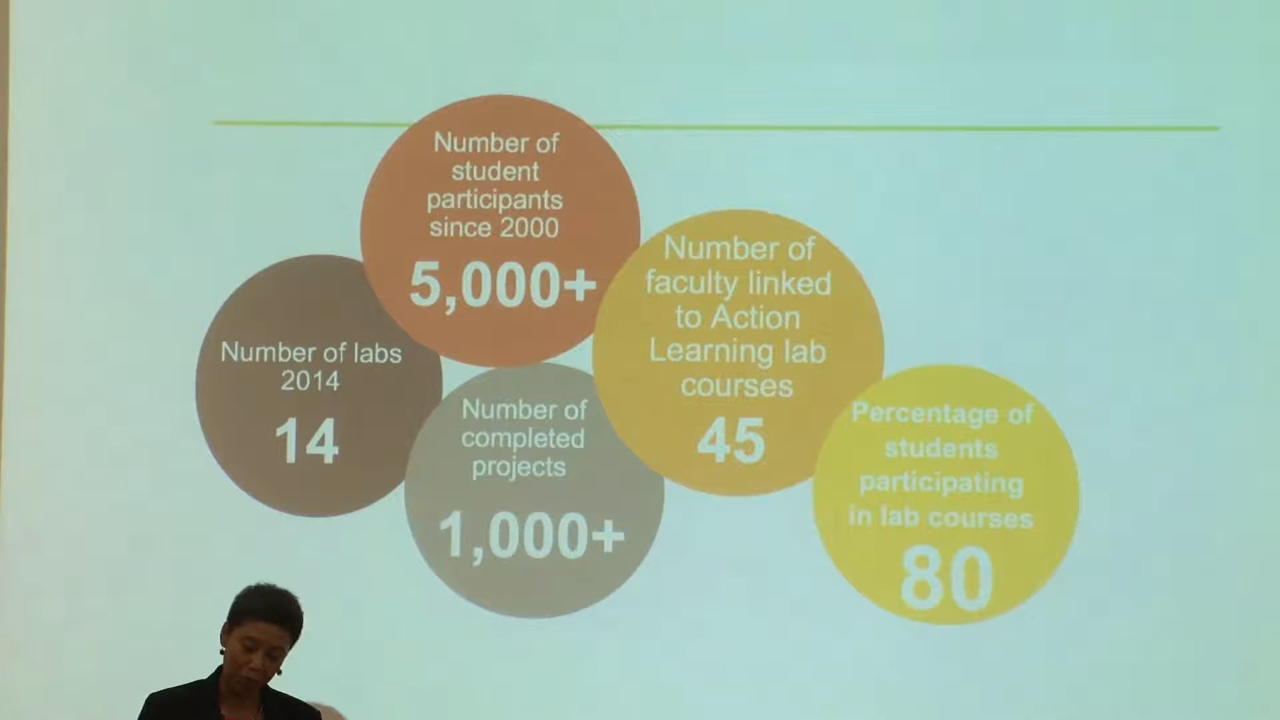 Number of
student
participants
since 2000
5,000+
Number of labs
2014
14
Number of
completed
projects
1,000+
Number of
faculty linked
to Action
Learning lab
courses
45
Percentage of
students
participating
in lab courses
80